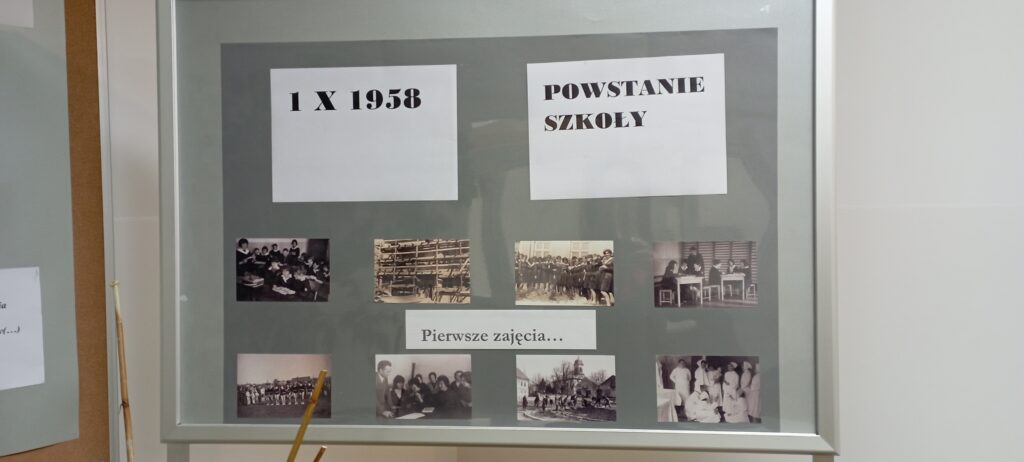 1 X 1958
POWSTANIE
SZKOŁY
Pierwsze zajęcia...
(...)